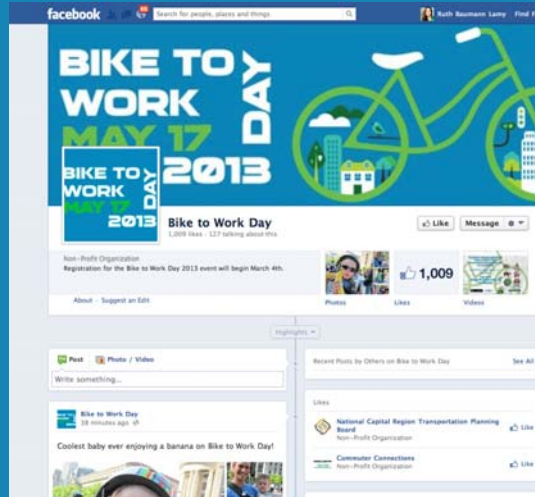 facebook
Search for people, places and things
Ruth Baumann Lamy Find F
BIKE TO
WORK
MAY 17
2013
DAY
BIKE TO
WORK
MAY 17
2013
DAY
Bike to Work Day
1,009 likes · 127 talking about this
Like
Message
Non-Profit Organization
Registration for the Bike to Work Day 2013 event will begin March 4th.
About · Suggest an Edit
Photos
1,009
Likes
Videos
Highlights
Post
Photo / Video
Write something...
Bike to Work Day
38 minutes ago
Coolest baby ever enjoying a banana on Bike to Work Day!
Recent Posts by Others on Bike to Work Day
See All
Likes
National Capital Region Transportation Planning
Board
Non-Profit Organization
Like
Commuter Connections
Non-Profit Organization
Like